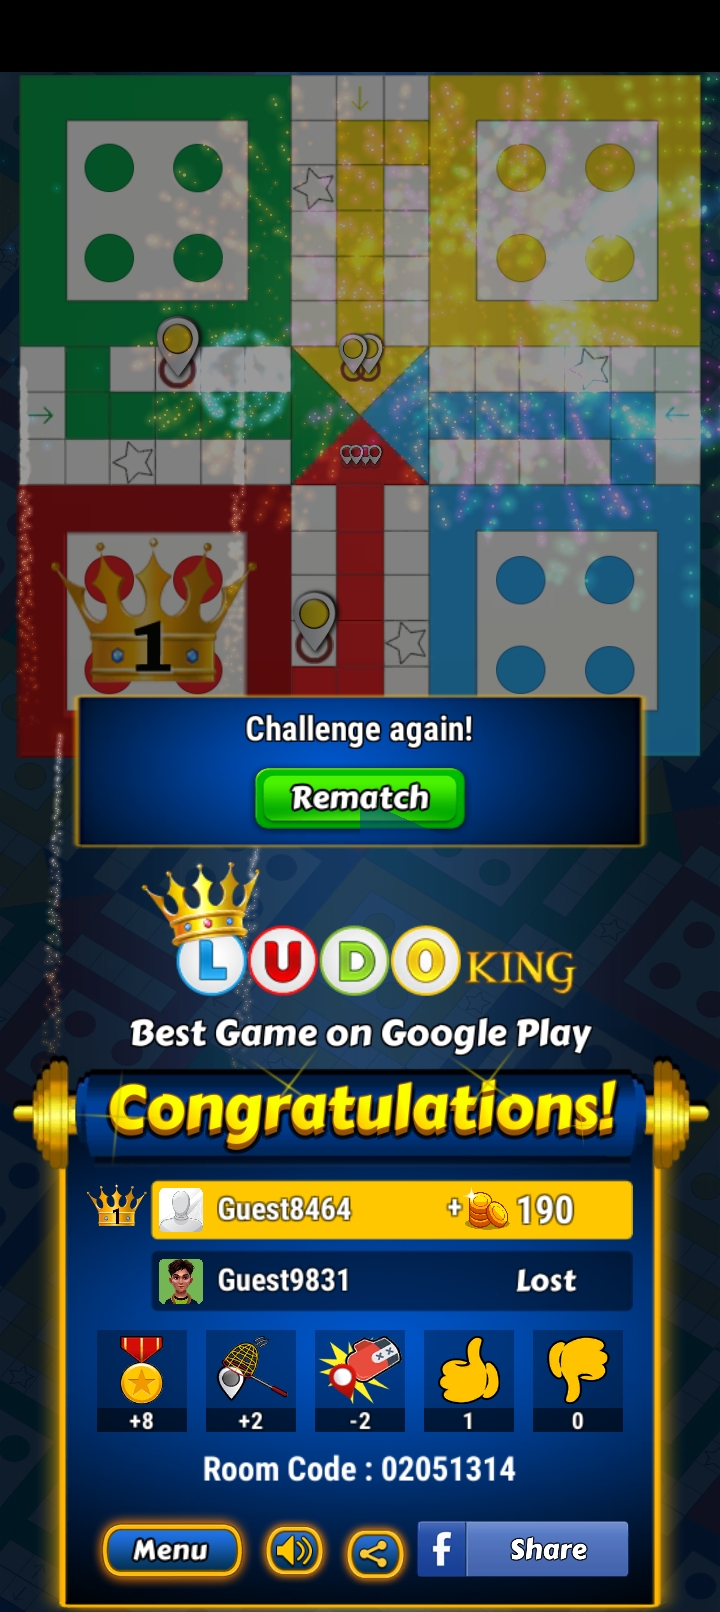 1
Challenge again!
Rematch
LUDO KING
Best Game on Google Play
Congratulations!
1 Guest8464 + 190
Guest9831 Lost
+8 +2 -2 1 0
Room Code : 02051314
Menu f Share